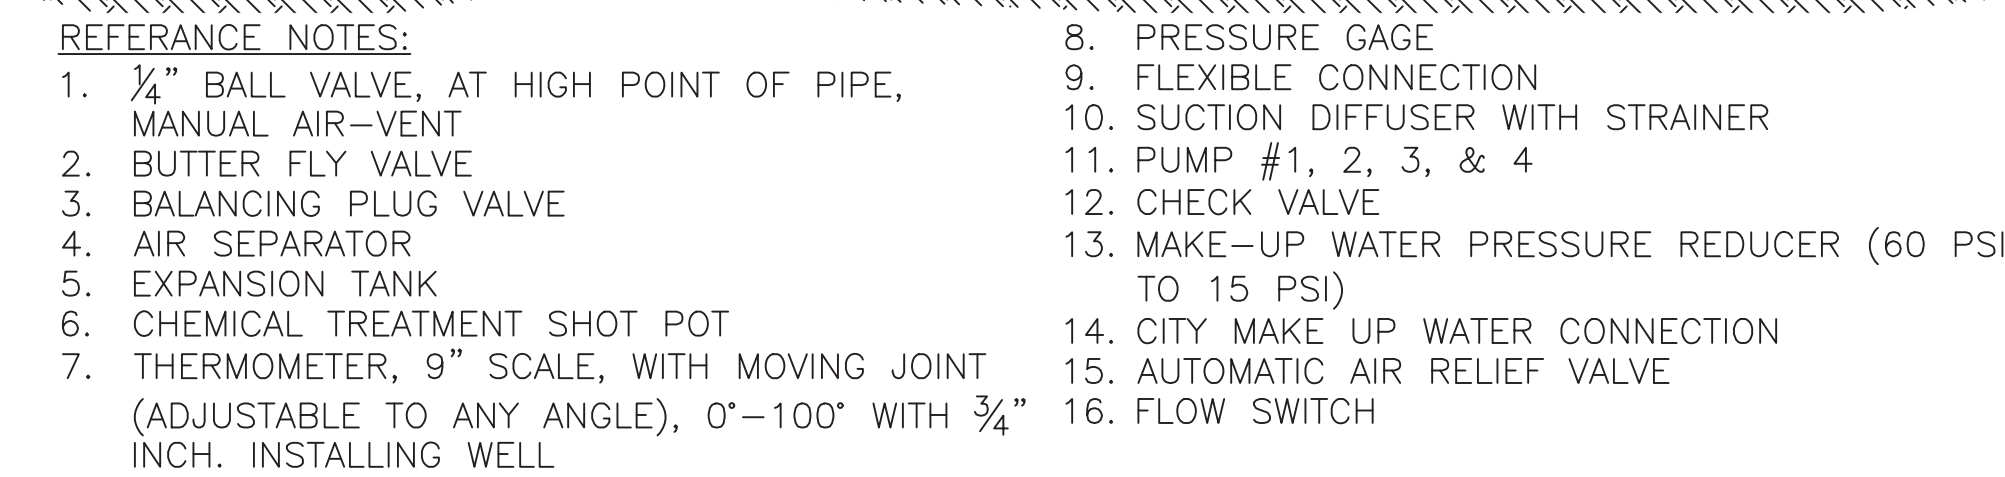 REFERANCE NOTES:
1. ¼” BALL VALVE, AT HIGH POINT OF PIPE,
MANUAL AIR–VENT
2. BUTTER FLY VALVE
3. BALANCING PLUG VALVE
4. AIR SEPARATOR
5. EXPANSION TANK
6. CHEMICAL TREATMENT SHOT POT
7. THERMOMETER, 9” SCALE, WITH MOVING JOINT
(ADJUSTABLE TO ANY ANGLE), 0°–100° WITH ¾”
INCH. INSTALLING WELL
8. PRESSURE GAGE
9. FLEXIBLE CONNECTION
10. SUCTION DIFFUSER WITH STRAINER
11. PUMP #1, 2, 3, & 4
12. CHECK VALVE
13. MAKE–UP WATER PRESSURE REDUCER (60 PSI
TO 15 PSI)
14. CITY MAKE UP WATER CONNECTION
15. AUTOMATIC AIR RELIEF VALVE
16. FLOW SWITCH